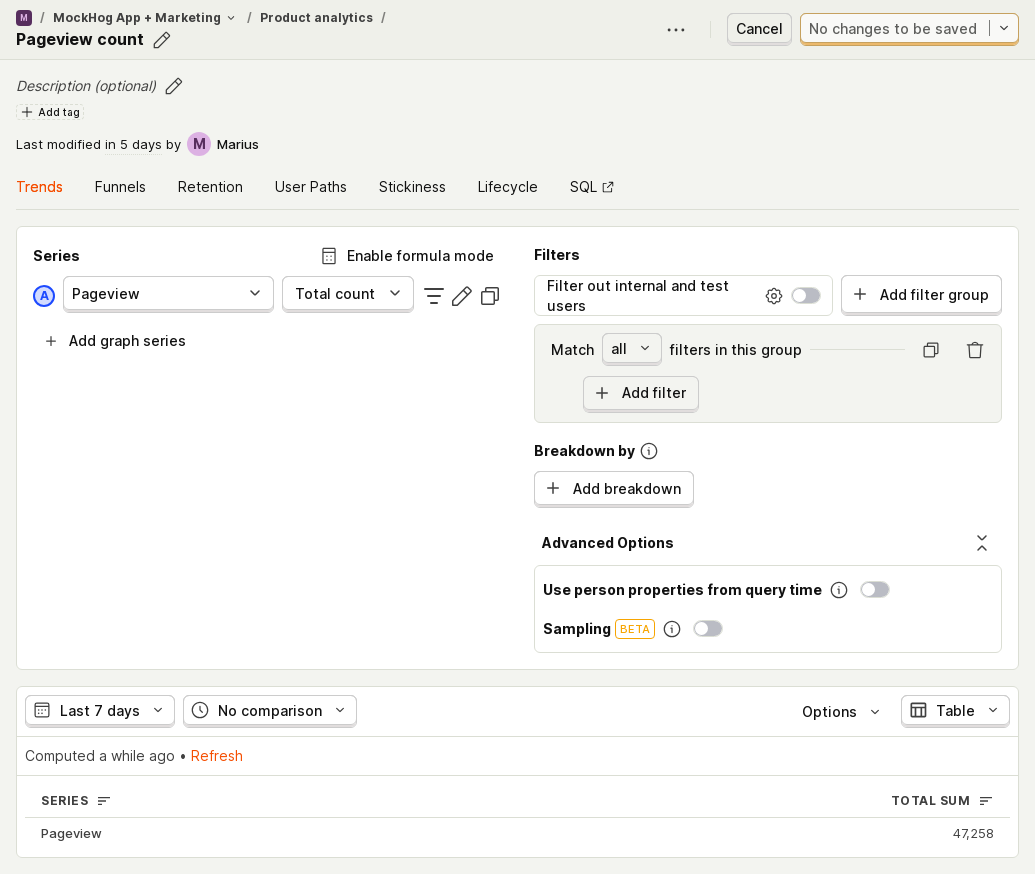 M / MockHog App + Marketing / Product analytics /
Pageview count
Cancel
No changes to be saved
Description (optional)
Add tag
Last modified in 5 days by M Marius
Trends Funnels Retention User Paths Stickiness Lifecycle SQL
Series
Enable formula mode
A Pageview Total count
Add graph series
Filters
Filter out internal and test
users
Add filter group
Match all filters in this group
Add filter
Breakdown by
Add breakdown
Advanced Options
Use person properties from query time
Sampling BETA
Last 7 days No comparison Options Table
Computed a while ago • Refresh
SERIES TOTAL SUM
Pageview 47,258